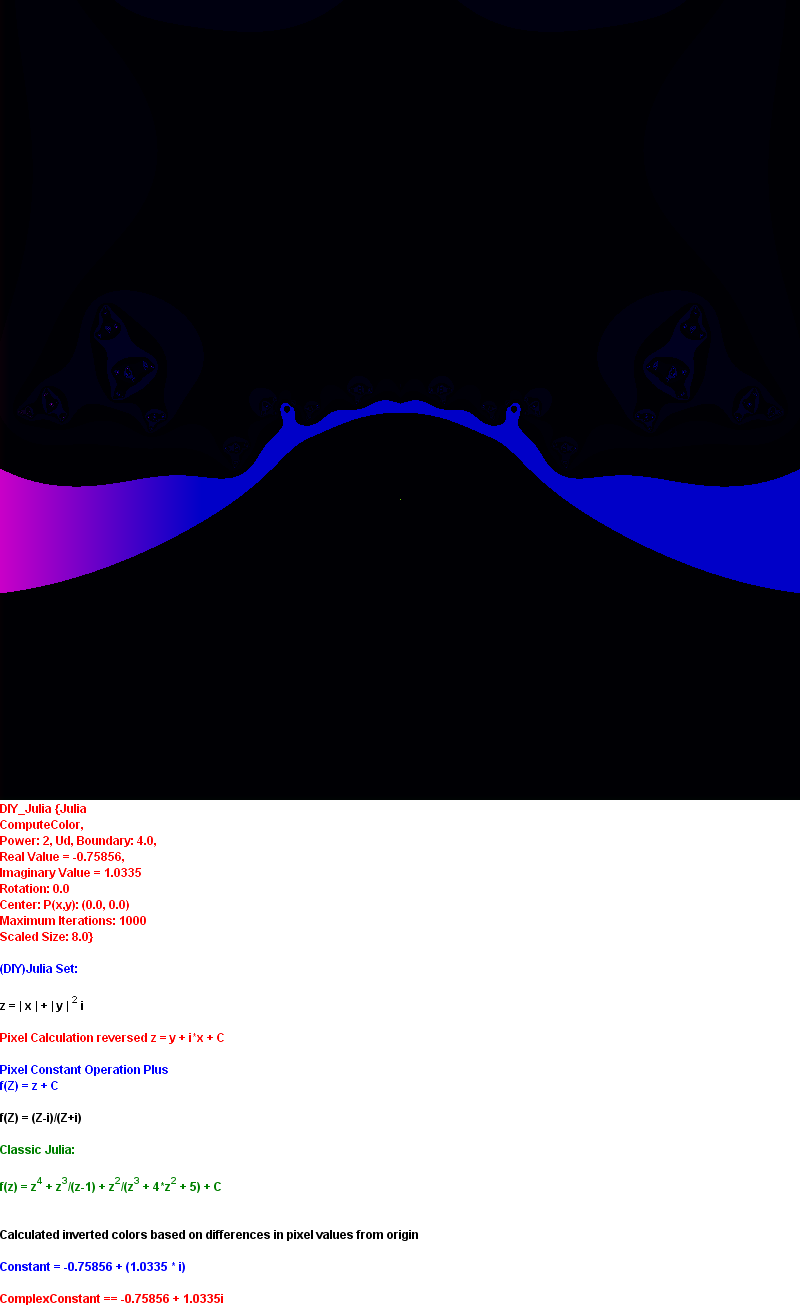 DIY_Julia {Julia
ComputeColor,
Power: 2, Ud, Boundary: 4.0,
Real Value = -0.75856,
Imaginary Value = 1.0335
Rotation: 0.0
Center: P(x,y): (0.0, 0.0)
Maximum Iterations: 1000
Scaled Size: 8.0}
(DIY)Julia Set:
z = | x | + | y | ² i
Pixel Calculation reversed z = y + i*x + C
Pixel Constant Operation Plus
f(Z) = z + C
f(Z) = (Z-i)/(Z+i)
Classic Julia:
f(z) = z⁴ + z³/(z-1) + z²/(z³ + 4*z² + 5) + C
Calculated inverted colors based on differences in pixel values from origin
Constant = -0.75856 + (1.0335 * i)
ComplexConstant == -0.75856 + 1.0335i